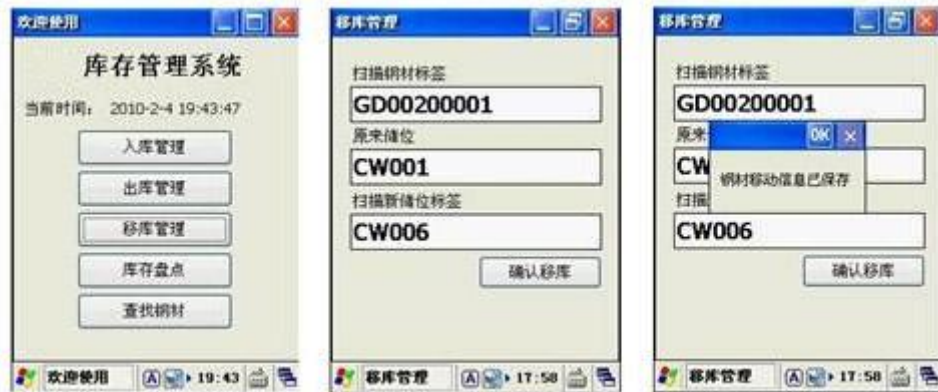 欢迎使用
库存管理系统
当前时间： 2010-2-4 19:43:47
入库管理
出库管理
移库管理
库存盘点
查找钢材
欢迎使用 A 19:43
移库管理
扫描钢材标签
GD00200001
原来储位
CW001
扫描新储位标签
CW006
确认移库
移库管理 A 17:58
移库管理
扫描钢材标签
GD00200001
原来
OK
CW
钢材移动信息已保存
扫描
CW006
确认移库
移库管理 A 17:58